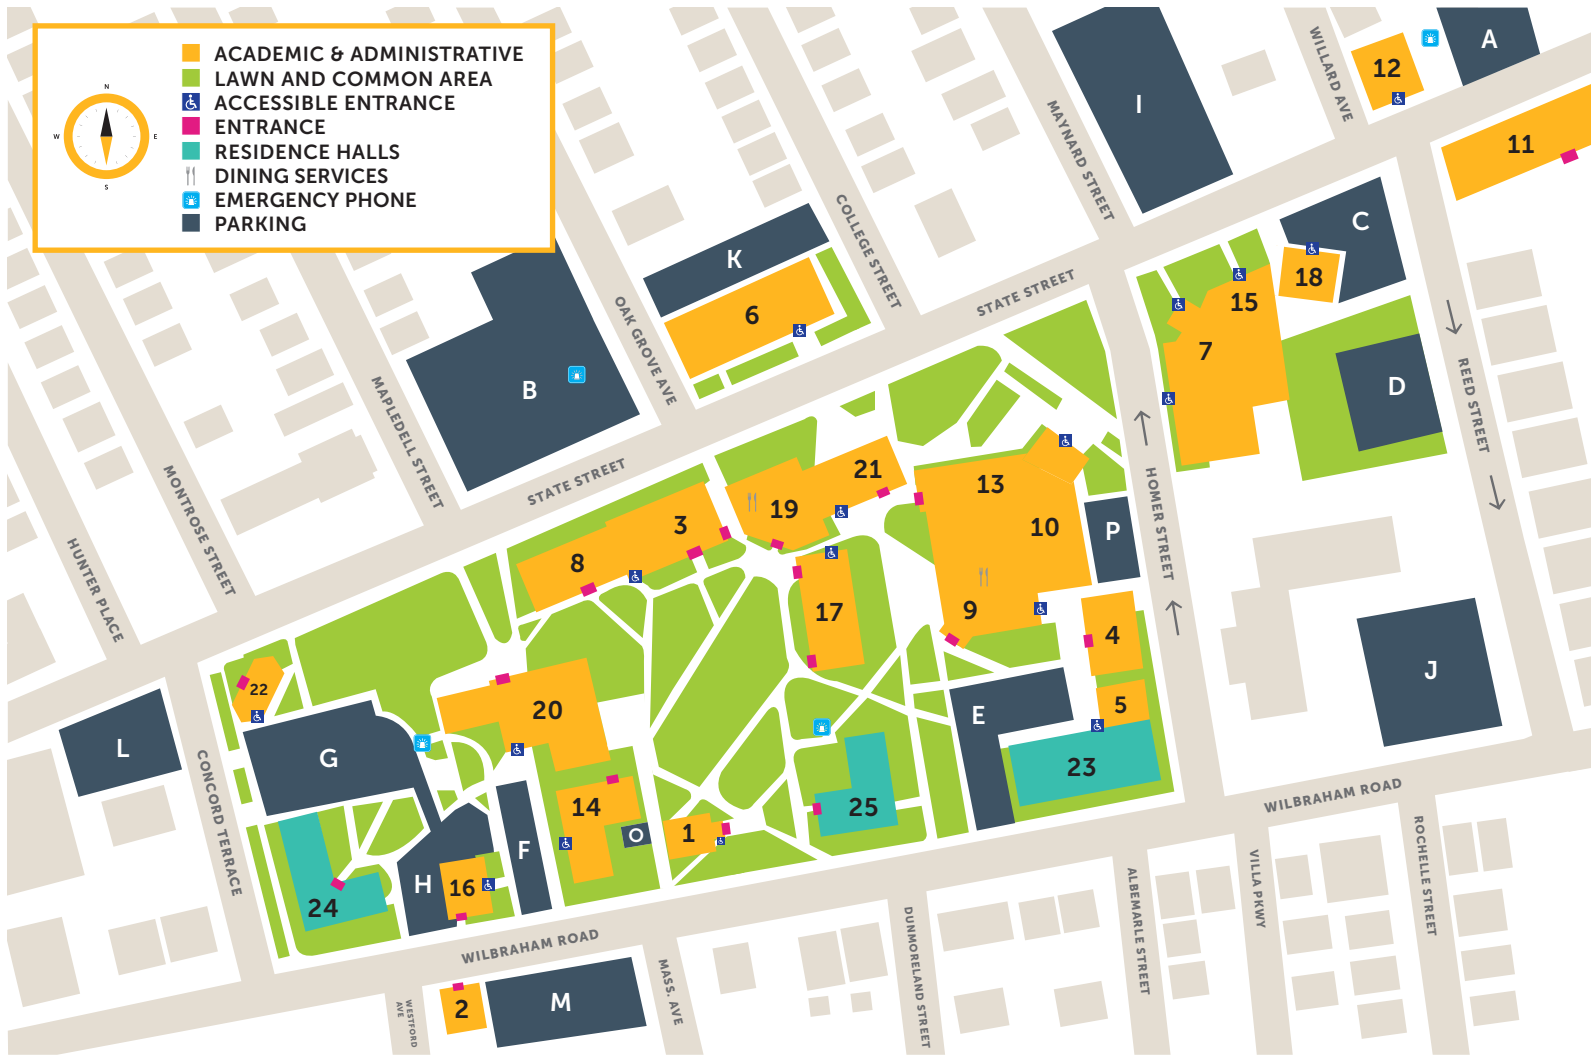 N
W
E
S
ACADEMIC & ADMINISTRATIVE
LAWN AND COMMON AREA
ACCESSIBLE ENTRANCE
ENTRANCE
RESIDENCE HALLS
DINING SERVICES
EMERGENCY PHONE
PARKING
WILLARD AVE
12
A
I
MAYNARD STREET
11
COLLEGE STREET
K
6
OAK GROVE AVE
STATE STREET
C
18
15
7
D
REED STREET
B
MAPLEDELL STREET
STATE STREET
MONTROSE STREET
HUNTER PLACE
21
19
3
8
13
10
9
P
HOMER STREET
17
4
5
J
22
20
E
23
L
G
CONCORD TERRACE
14
O
1
25
F
H
16
24
WILBRAHAM ROAD
WILBRAHAM ROAD
ROCHELLE STREET
VILLA PKWY
ALBEMARLE STREET
DUNMORELAND STREET
MASS. AVE
M
2
WESTFORD
AVE